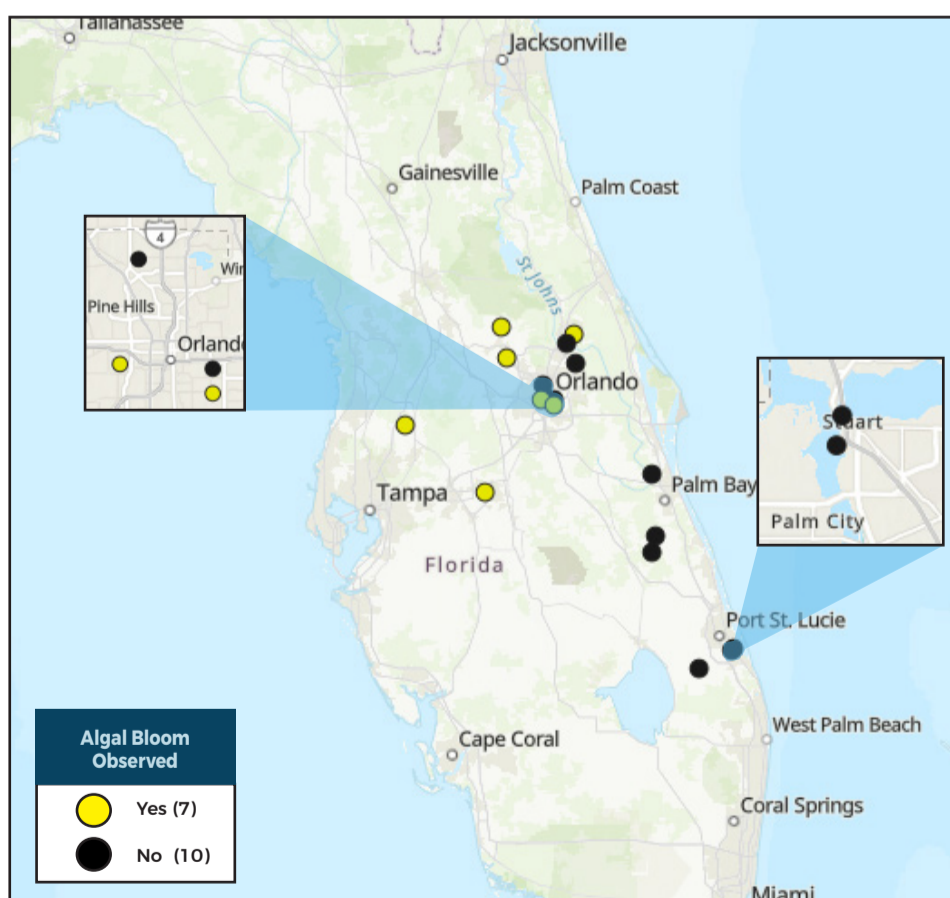 Tallahassee
Jacksonville
Gainesville
Palm Coast
St Johns
4
Win
Pine Hills
Orlando
Orlando
Stuart
Palm City
Tampa
Palm Bay
Florida
Port St. Lucie
West Palm Beach
Cape Coral
Coral Springs
Miami
Algal Bloom
Observed
Yes (7)
No (10)